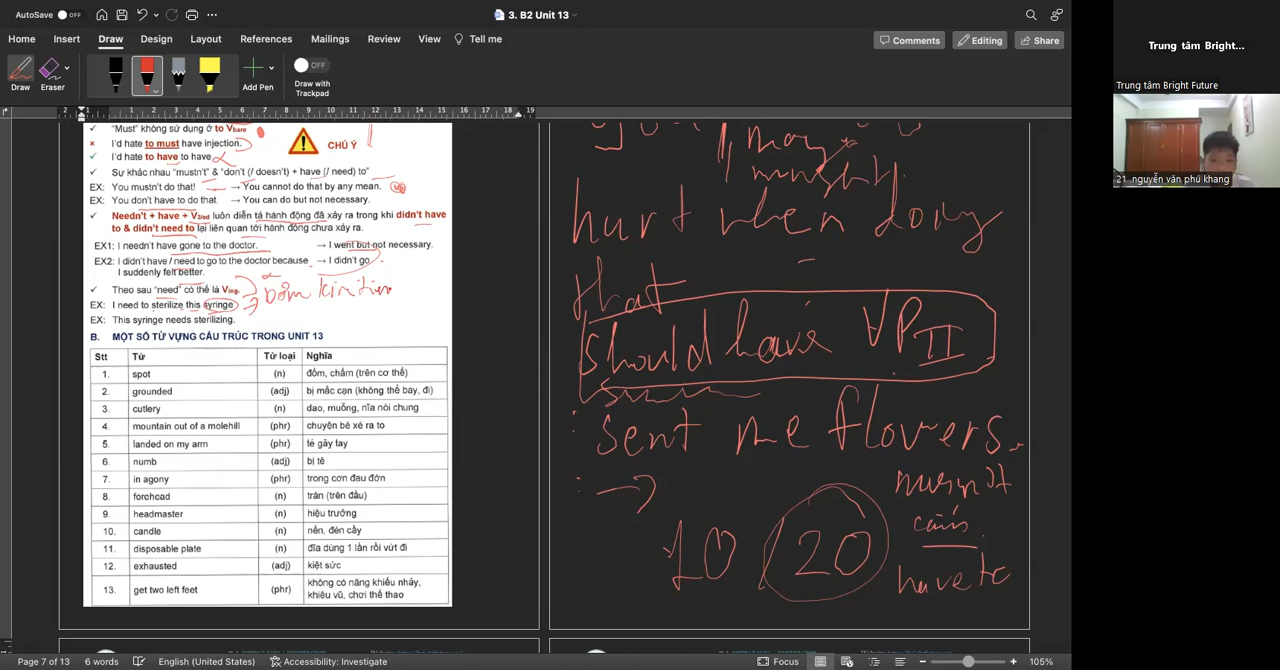 AutoSave OFF
3. B2 Unit 13
Home Insert Draw Design Layout References Mailings Review View Tell me
Comments Editing Share
Draw Eraser Add Pen Draw with Trackpad OFF
Trung tâm Bright...
Trung tâm Bright Future
21 .nguyễn văn phú khang
"Must" không sử dụng ở to Vbare
I'd hate to must have injection.
CHÚ Ý
I'd hate to have to have
Sự khác nhau "mustn't" & "don't (/ doesn't) + have (/ need) to"
EX: You mustn't do that! → You cannot do that by any mean.
EX: You don't have to do that. → You can do but not necessary.
Needn't + have + V3/ed luôn diễn tả hành động đã xảy ra trong khi didn't have
to & didn't need to lại liên quan tới hành động chưa xảy ra.
EX1: I needn't have gone to the doctor. → I went but not necessary.
EX2: I didn't have / need to go to the doctor because → I didn't go.
I suddenly felt better.
Theo sau "need" có thể là Ving.
bơm kim tiêm
EX: I need to sterilize this syringe
EX: This syringe needs sterilizing.
B. MỘT SỐ TỪ VỰNG CẤU TRÚC TRONG UNIT 13
Stt Từ Từ loại Nghĩa
1. spot (n) đốm, chấm (trên cơ thể)
2. grounded (adj) bị mắc cạn (không thể bay, đi)
3. cutlery (n) dao, muỗng, nĩa nói chung
4. mountain out of a molehill (phr) chuyện bé xé ra to
5. landed on my arm (phr) té gãy tay
6. numb (adj) bị tê
7. in agony (phr) trong cơn đau đớn
8. forehead (n) trán (trên đầu)
9. headmaster (n) hiệu trưởng
10. candle (n) nến, đèn cầy
11. disposable plate (n) đĩa dùng 1 lần rồi vứt đi
12. exhausted (adj) kiệt sức
13. get two left feet (phr) không có năng khiếu nhảy,
khiêu vũ, chơi thể thao
may
might
hurt when doing
that
should have VPII
sent me flowers.
→
10 20
cấm
have to
Page 7 of 13 6 words English (United States) Accessibility: Investigate Focus 105%